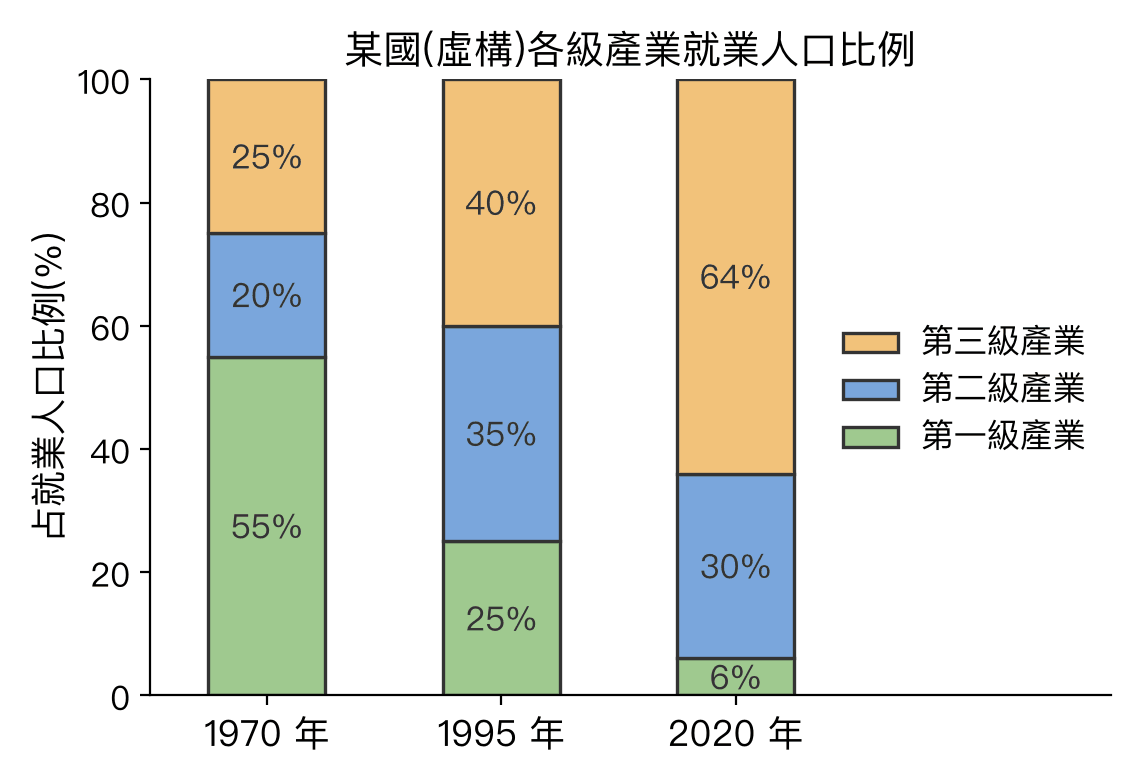 某國(虛構)各級產業就業人口比例
占就業人口比例(%)
100
80
60
40
20
0
25%
20%
55%
40%
35%
25%
64%
30%
6%
1970 年
1995 年
2020 年
第三級產業
第二級產業
第一級產業